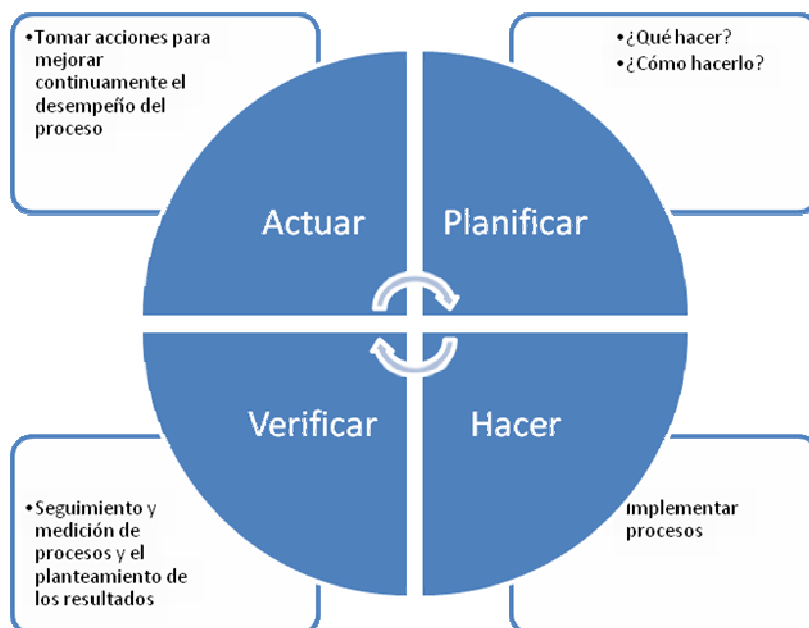 •Tomar acciones para
mejorar
continuamente el
desempeño del
proceso
•¿Qué hacer?
•¿Cómo hacerlo?
Actuar
Planificar
Verificar
Hacer
•Seguimiento y
medición de
procesos y el
planteamiento de
los resultados
Implementar
procesos